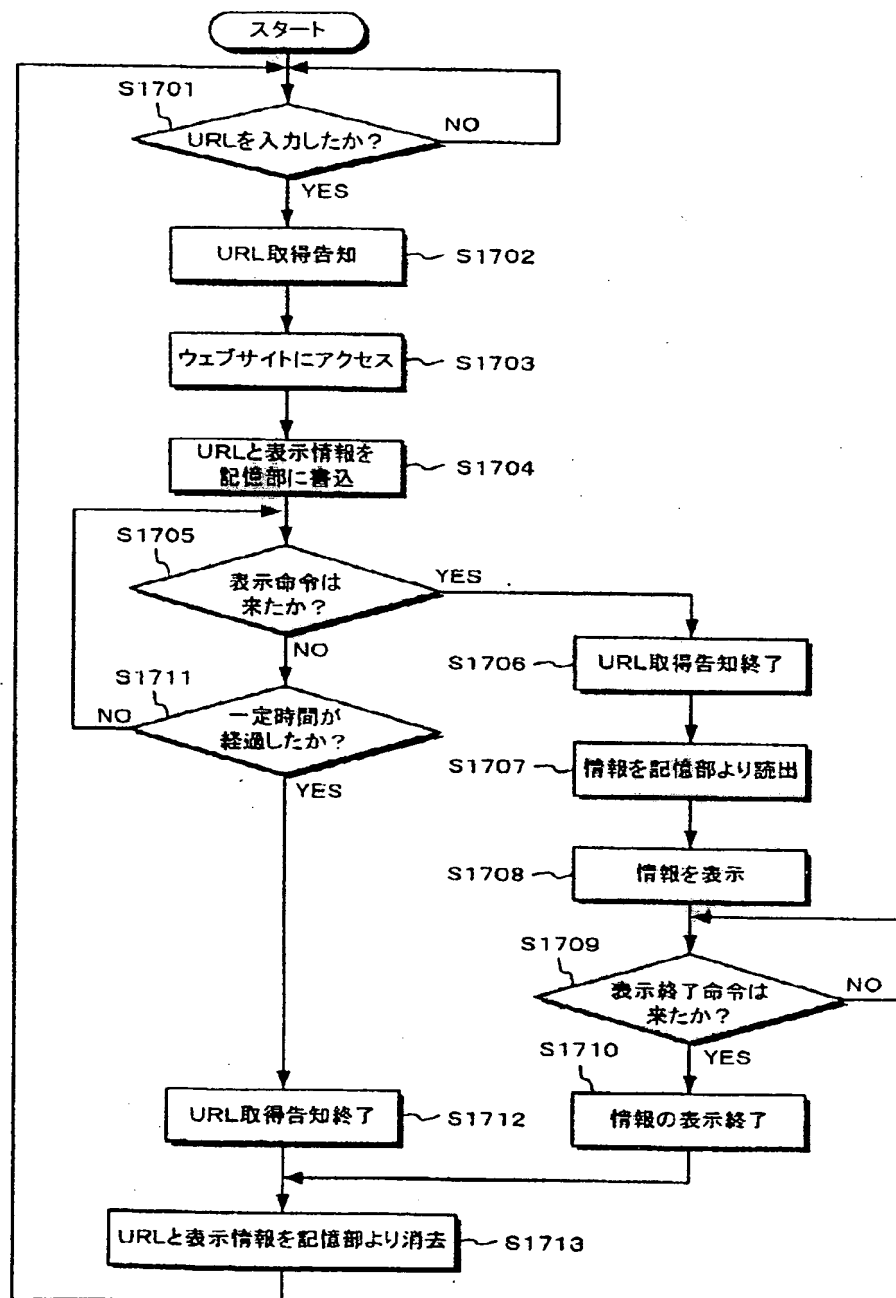 スタート
S1701
URLを入力したか?
NO
YES
URL取得告知
S1702
ウェブサイトにアクセス
S1703
URLと表示情報を
記憶部に書込
S1704
S1705
表示命令は
来たか?
YES
NO
S1706
URL取得告知終了
S1711
一定時間が
経過したか?
NO
YES
S1707
情報を記憶部より読出
S1708
情報を表示
S1709
表示終了命令は
来たか?
NO
YES
S1710
URL取得告知終了
S1712
情報の表示終了
URLと表示情報を記憶部より消去
S1713